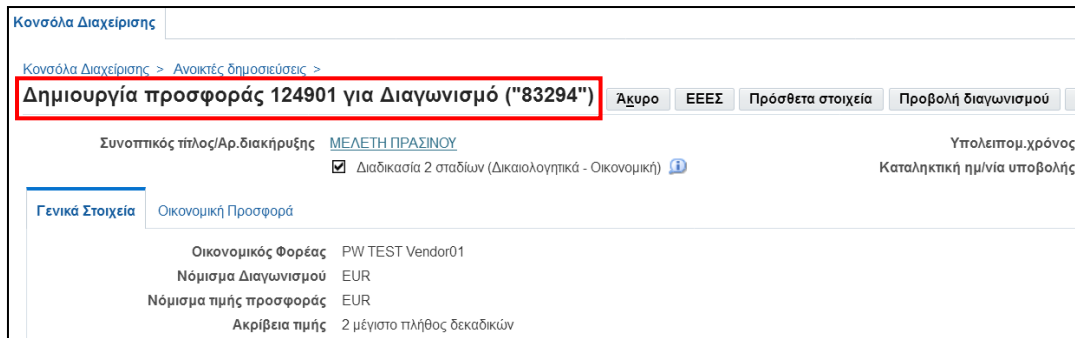 Κονσόλα Διαχείρισης
Κονσόλα Διαχείρισης > Ανοικτές δημοσιεύσεις >
Δημιουργία προσφοράς 124901 για Διαγωνισμό ("83294") Άκυρο ΕΕΕΣ Πρόσθετα στοιχεία Προβολή διαγωνισμού
Συνοπτικός τίτλος/Αρ.διακήρυξης ΜΕΛΕΤΗ ΠΡΑΣΙΝΟΥ Υπολειπομ.χρόνος
Διαδικασία 2 σταδίων (Δικαιολογητικά - Οικονομική) Καταληκτική ημ/νία υποβολής
Γενικά Στοιχεία Οικονομική Προσφορά
Οικονομικός Φορέας PW TEST Vendor01
Νόμισμα Διαγωνισμού EUR
Νόμισμα τιμής προσφοράς EUR
Ακρίβεια τιμής 2 μέγιστο πλήθος δεκαδικών